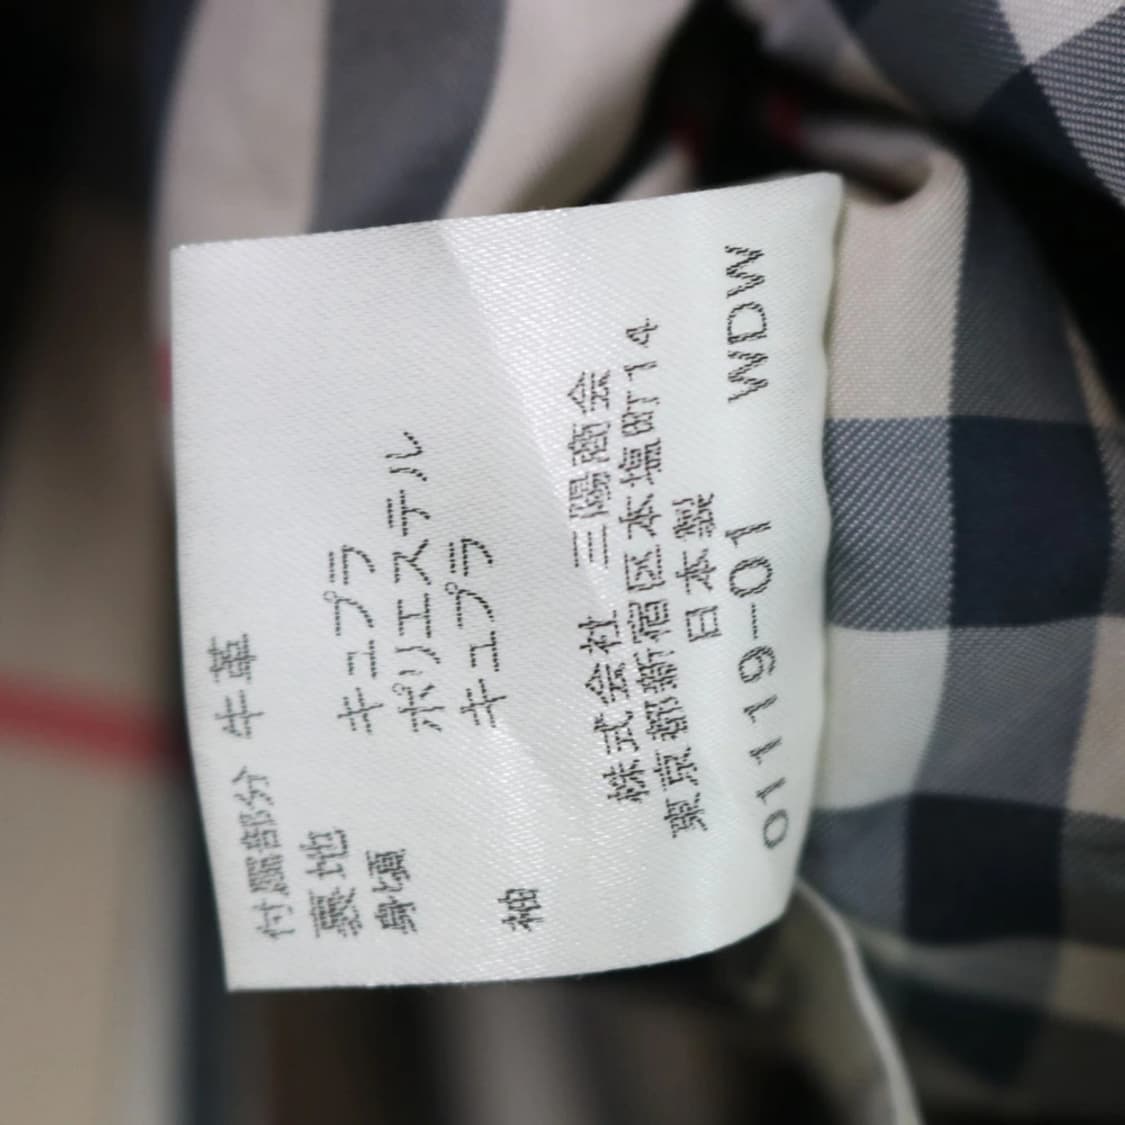 付属部分 牛革
裏地
身頃 キュプラ
ポリエステル
袖 キュプラ
株式会社 三陽商会
東京都新宿区本塩町14
日本製
01119-01 WDW